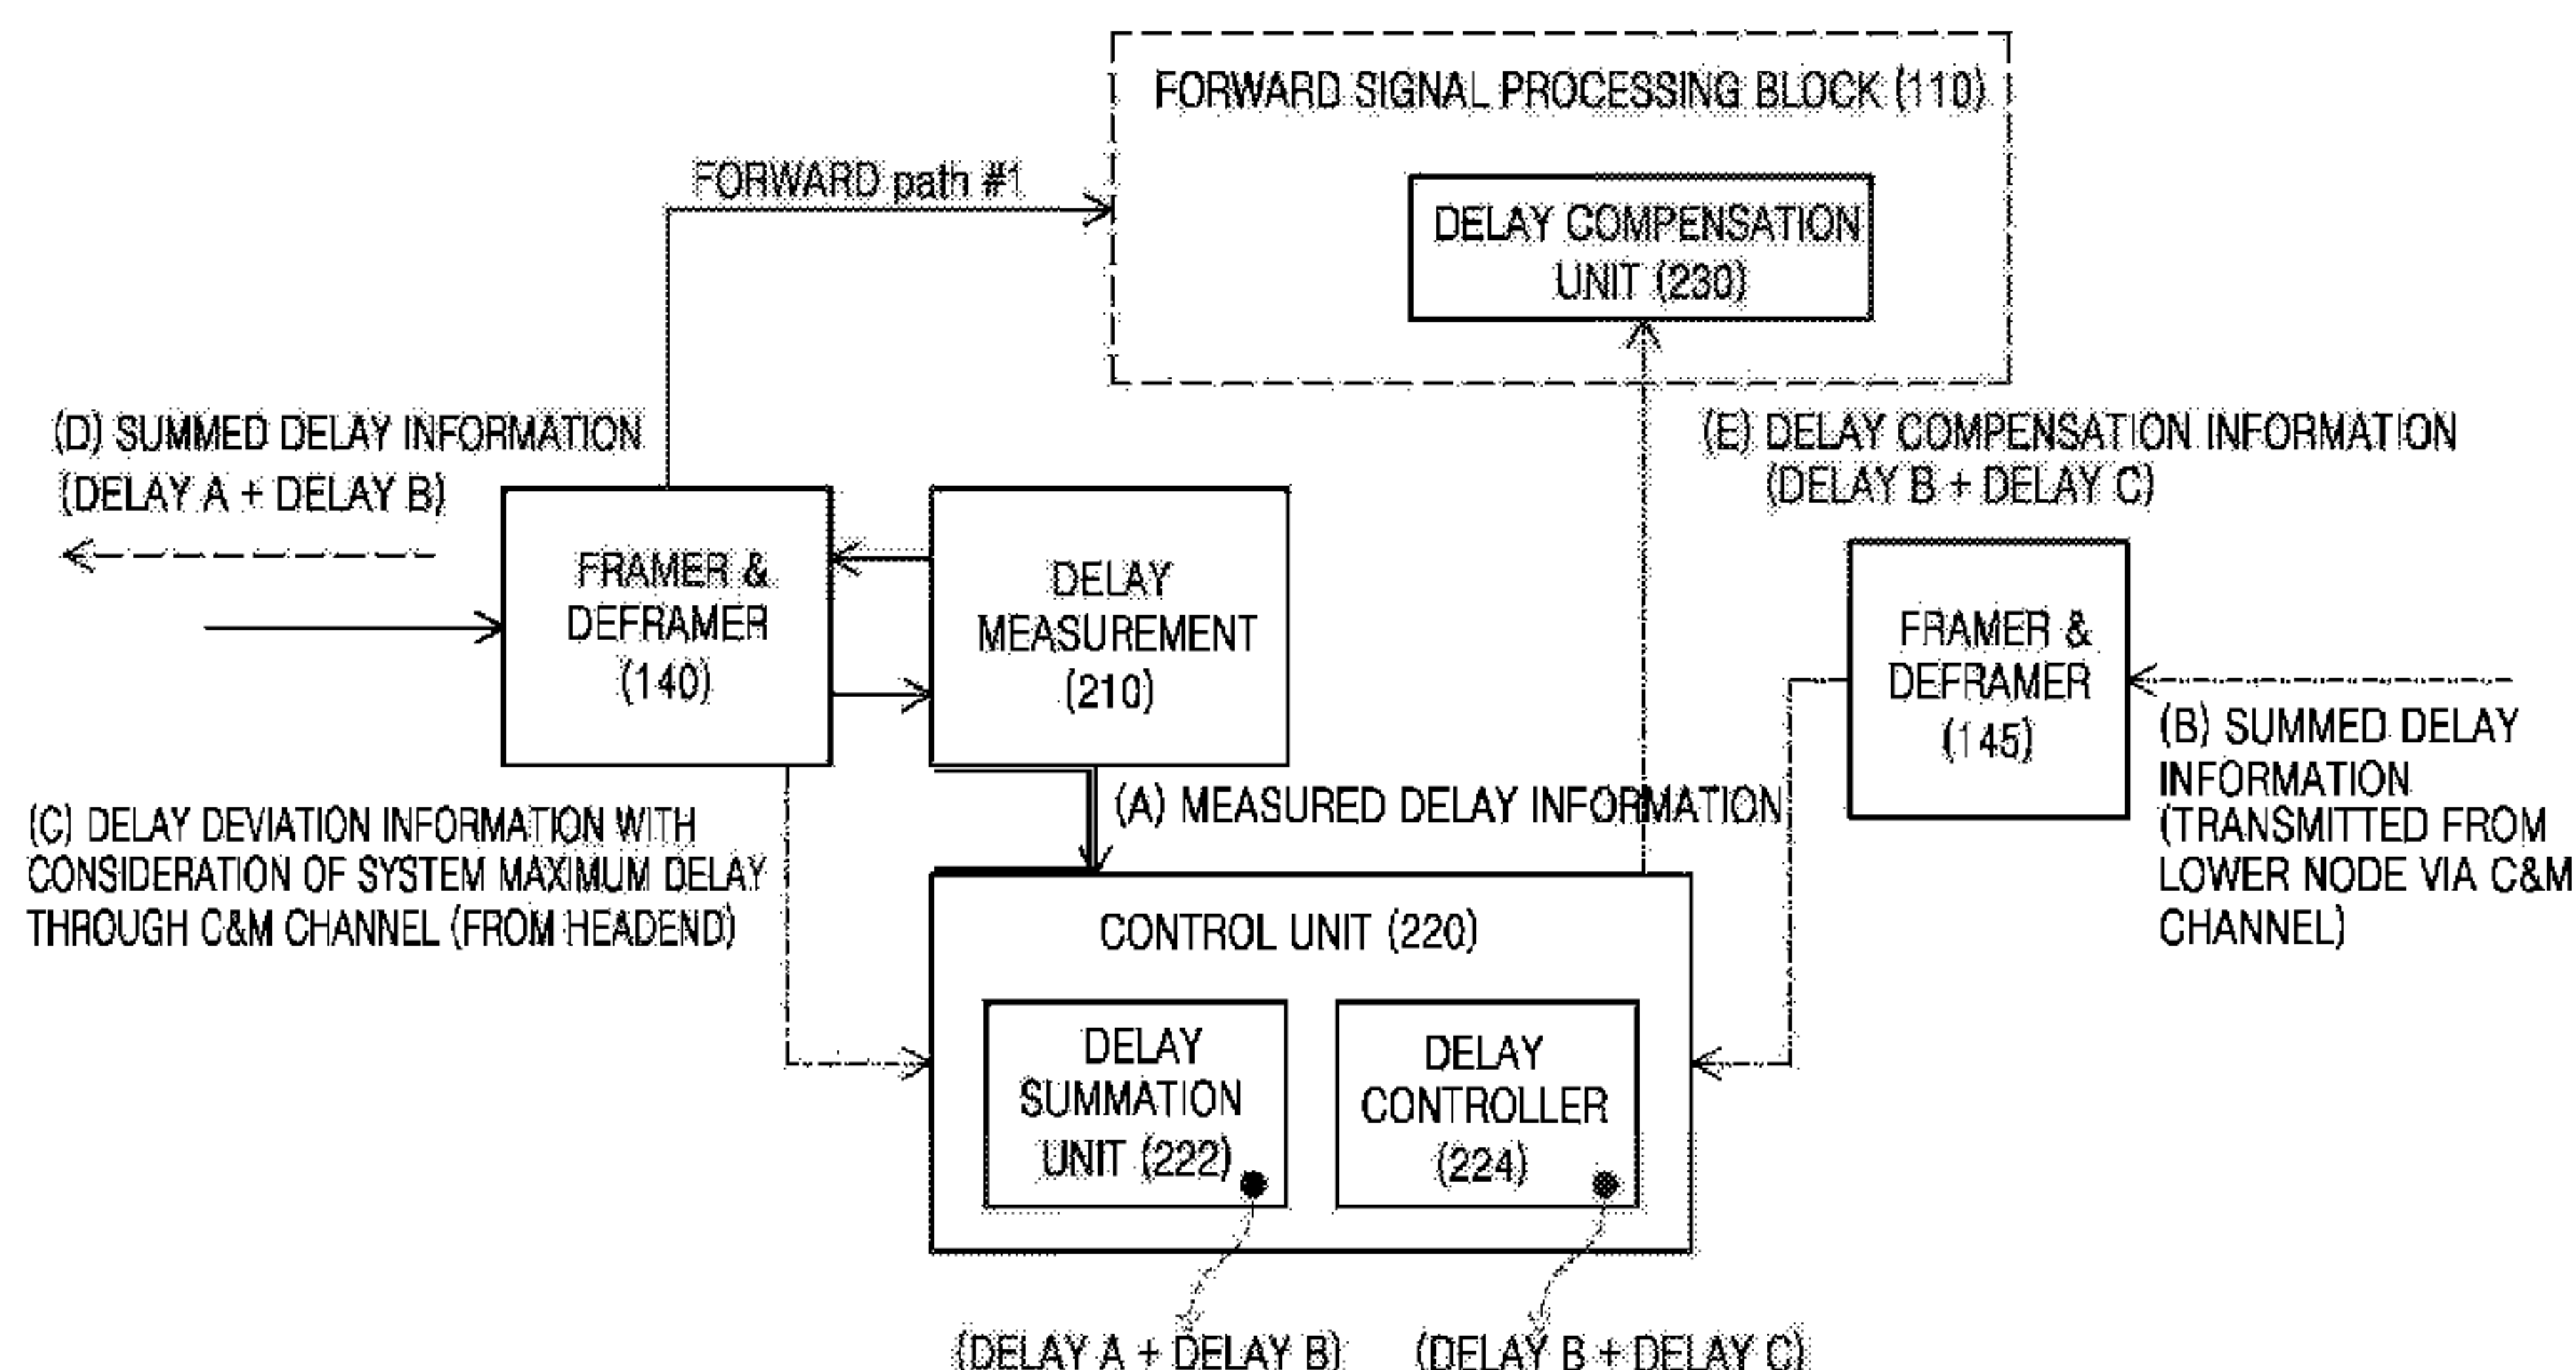 FORWARD SIGNAL PROCESSING BLOCK (110)
FORWARD path #1
DELAY COMPENSATION
UNIT (230)
(D) SUMMED DELAY INFORMATION
(DELAY A + DELAY B)
(E) DELAY COMPENSATION INFORMATION
(DELAY B + DELAY C)
FRAMER &
DEFRAMER
(140)
DELAY
MEASUREMENT
(210)
FRAMER &
DEFRAMER
(145)
(B) SUMMED DELAY
INFORMATION
(TRANSMITTED FROM
LOWER NODE VIA C&M
CHANNEL)
(A) MEASURED DELAY INFORMATION
(C) DELAY DEVIATION INFORMATION WITH
CONSIDERATION OF SYSTEM MAXIMUM DELAY
THROUGH C&M CHANNEL (FROM HEADEND)
CONTROL UNIT (220)
DELAY
SUMMATION
UNIT (222)
DELAY
CONTROLLER
(224)
(DELAY A + DELAY B)
(DELAY B + DELAY C)